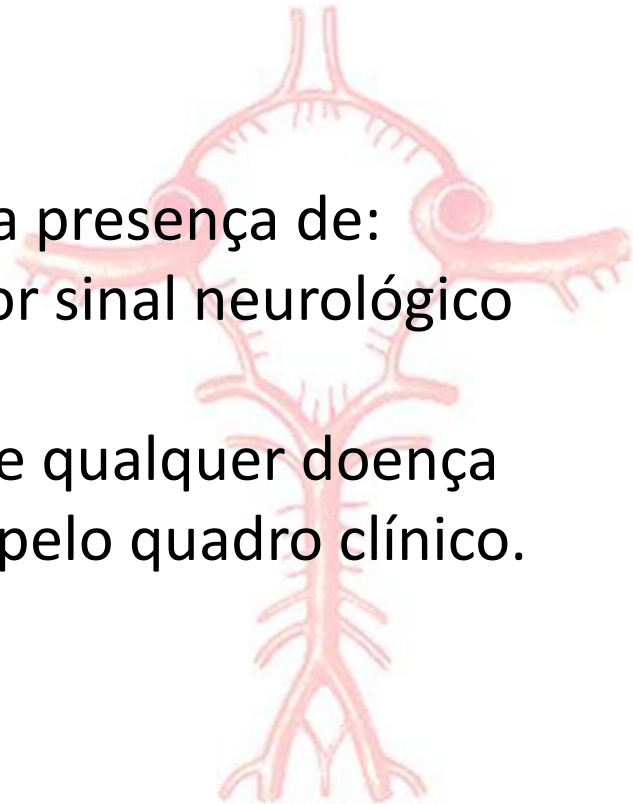 a presença de:
or sinal neurológico
e qualquer doença
pelo quadro clínico.